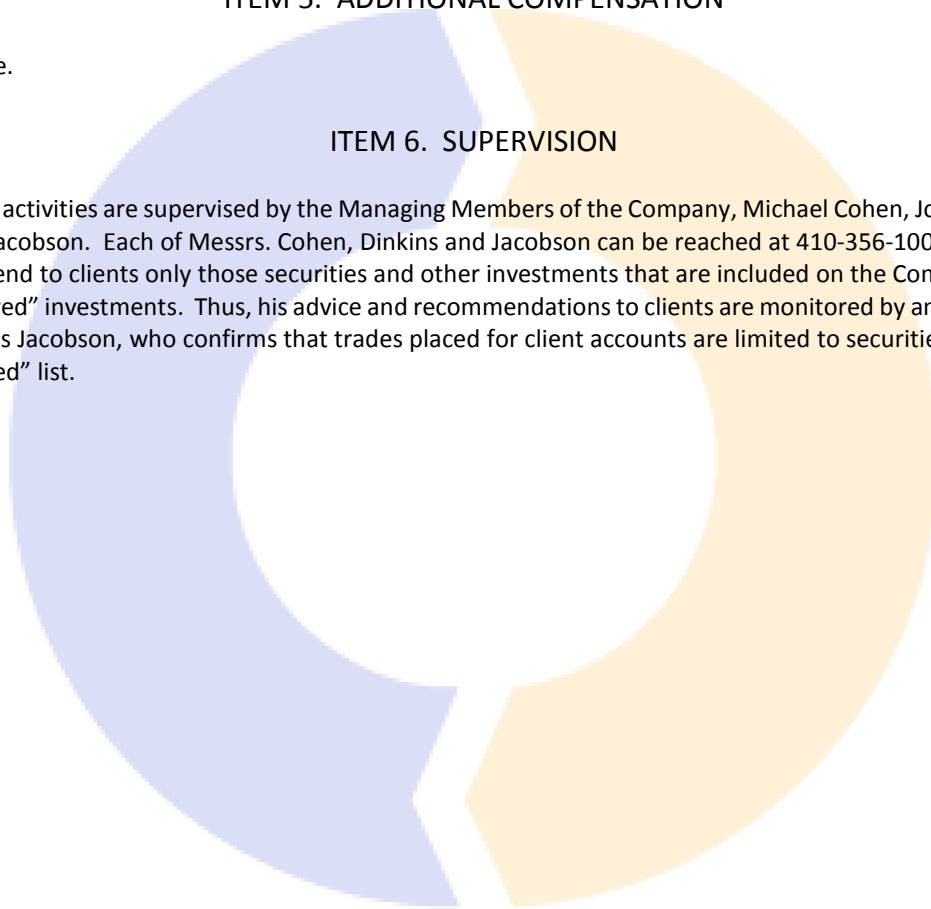 ITEM 5. ADDITIONAL COMPENSATION
e.
ITEM 6. SUPERVISION
activities are supervised by the Managing Members of the Company, Michael Cohen, Jo
acobson. Each of Messrs. Cohen, Dinkins and Jacobson can be reached at 410-356-100
end to clients only those securities and other investments that are included on the Com
ed” investments. Thus, his advice and recommendations to clients are monitored by an
s Jacobson, who confirms that trades placed for client accounts are limited to securitie
ed” list.